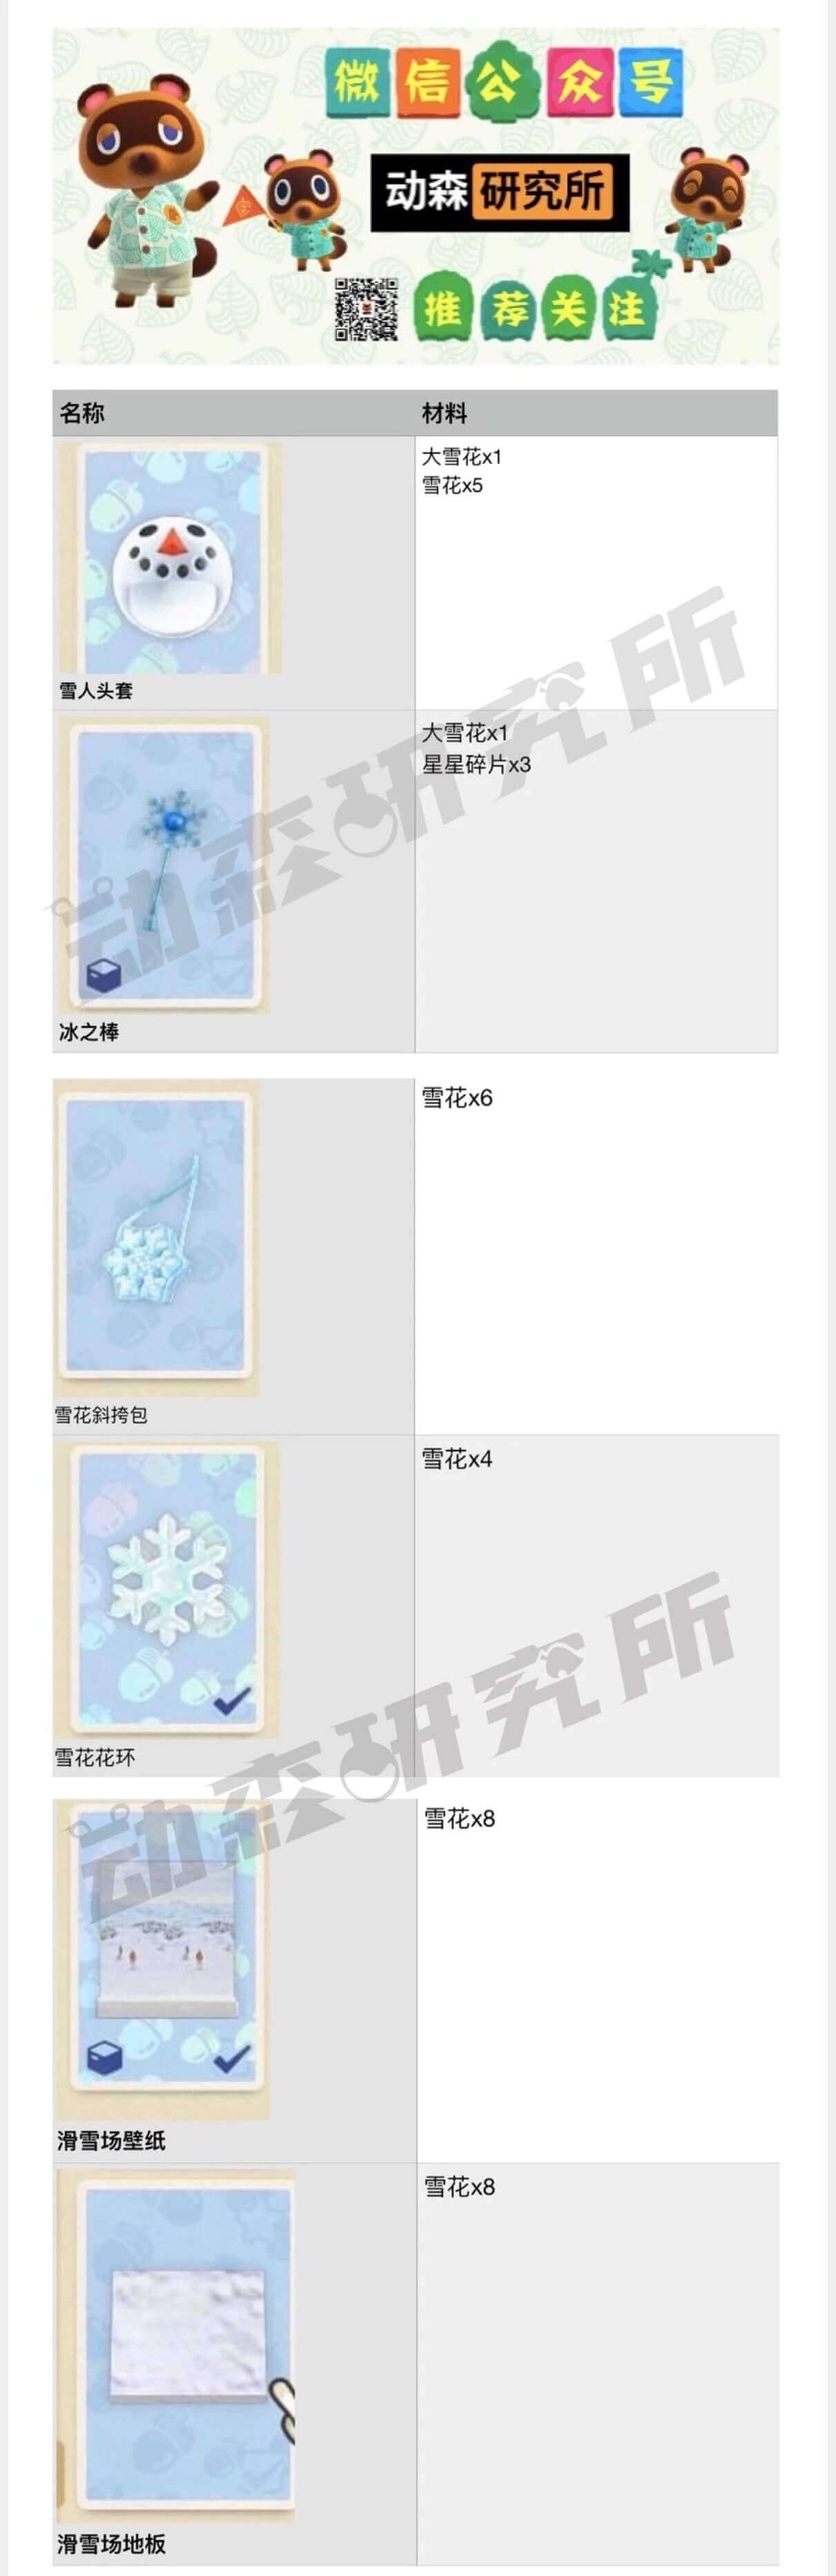 微信公众号
动森研究所
推荐关注
名称
材料
大雪花x1
雪花x5
雪人头套
大雪花x1
星星碎片x3
冰之棒
动森研究所
雪花x6
雪花斜挎包
雪花x4
雪花花环
动森研究所
雪花x8
滑雪场壁纸
雪花x8
滑雪场地板